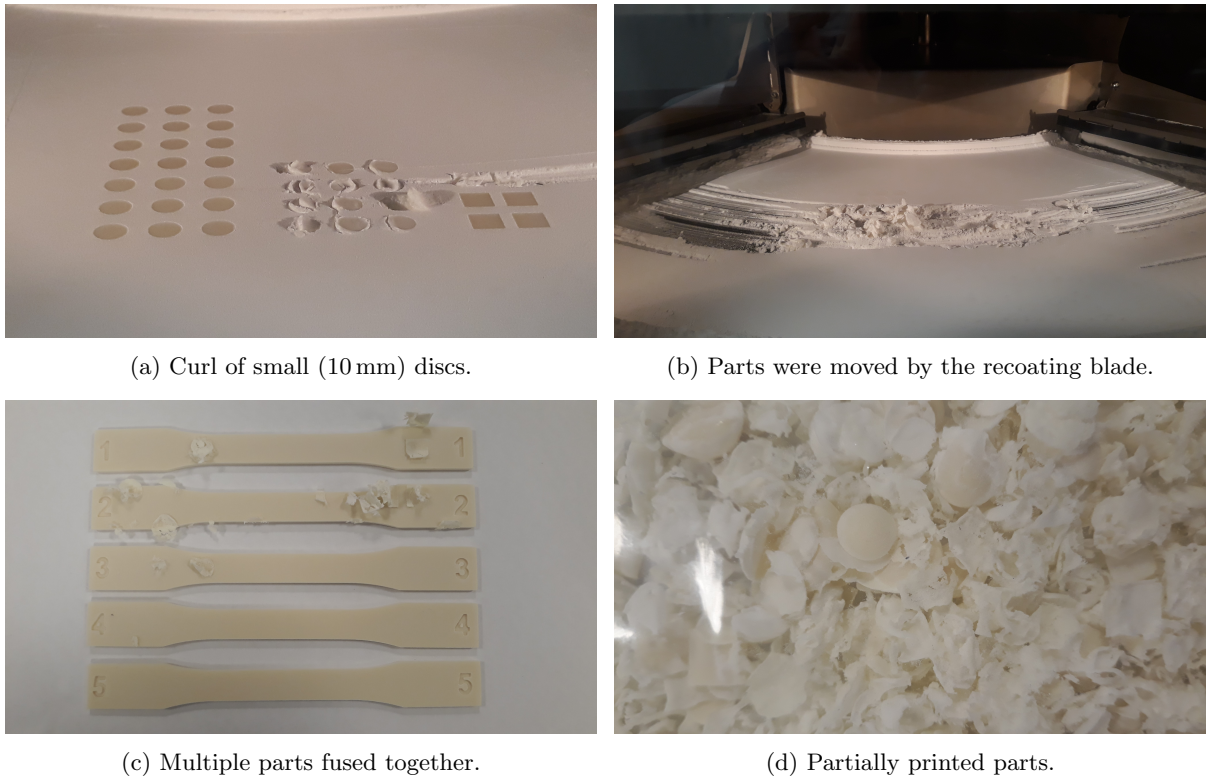 (a) Curl of small (10 mm) discs.
(b) Parts were moved by the recoating blade.
1 1
2 2
3 3
4 4
5 5
(c) Multiple parts fused together.
(d) Partially printed parts.